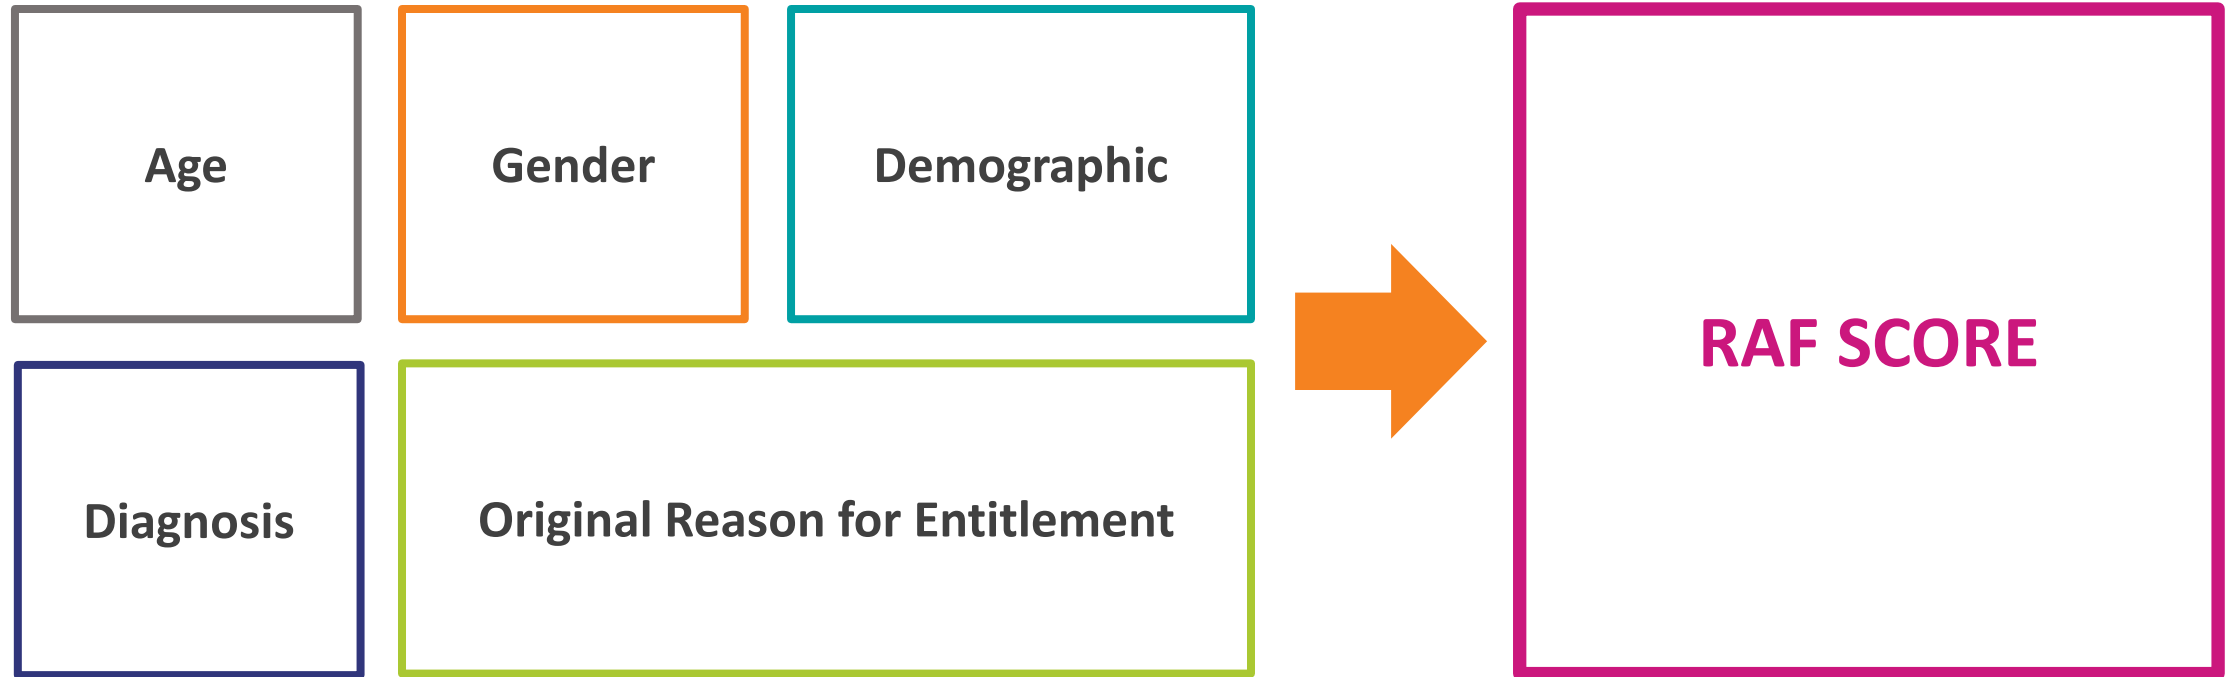 Age
Gender
Demographic
Diagnosis
Original Reason for Entitlement
RAF SCORE